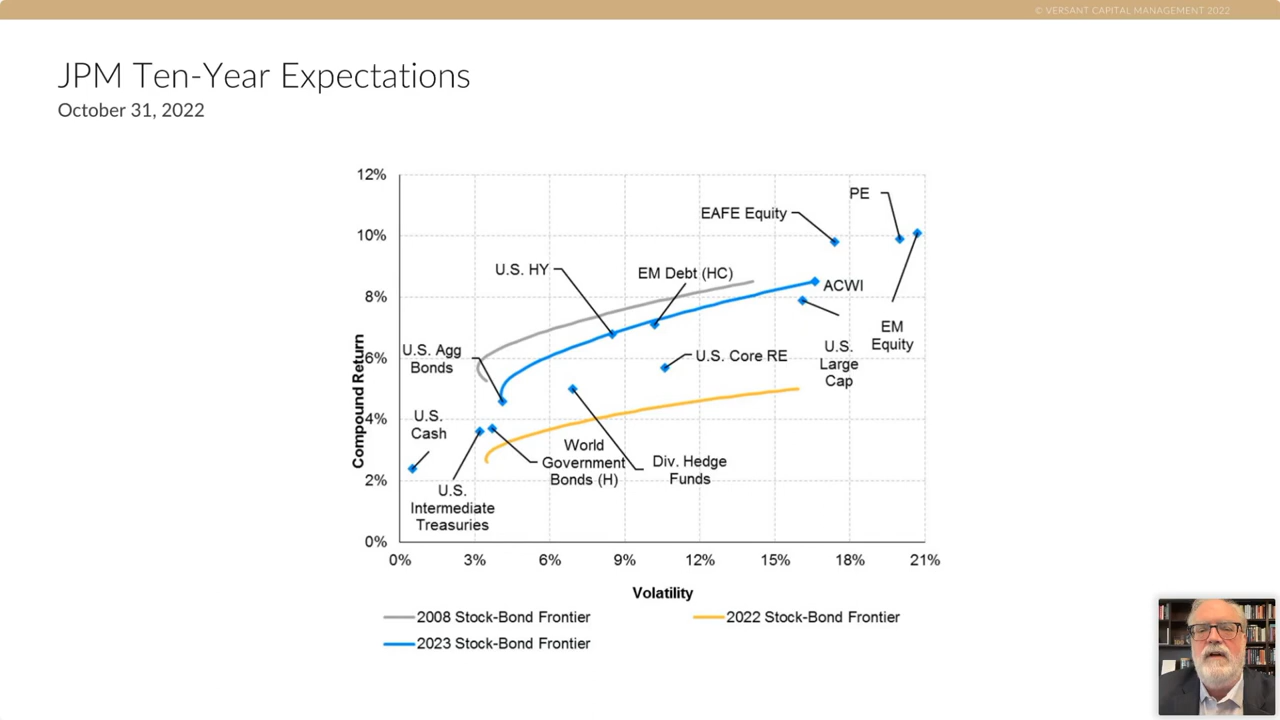 © VERSANT CAPITAL MANAGEMENT 2022
JPM Ten-Year Expectations
October 31, 2022
12%
10%
8%
6%
4%
2%
0%
Compound Return
PE
EAFE Equity
U.S. HY
EM Debt (HC)
ACWI
EM
Equity
U.S.
Large
Cap
U.S. Agg
Bonds
U.S. Core RE
U.S.
Cash
World
Government
Bonds (H)
Div. Hedge
Funds
U.S.
Intermediate
Treasuries
0%
3%
6%
9%
12%
15%
18%
21%
Volatility
2008 Stock-Bond Frontier
2022 Stock-Bond Frontier
2023 Stock-Bond Frontier